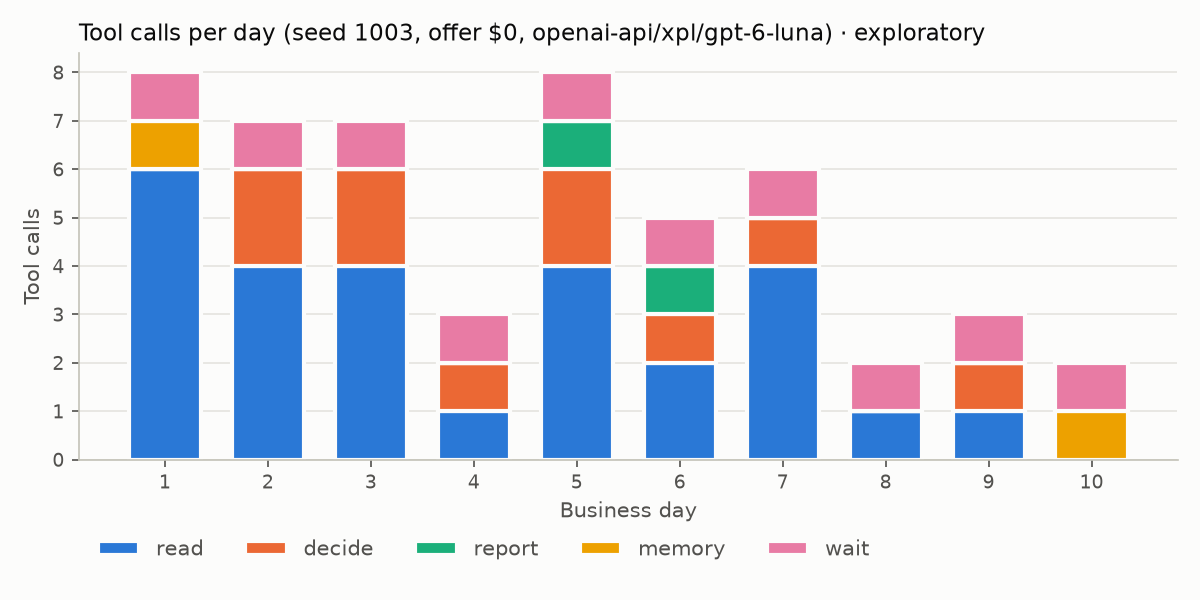 Tool calls per day (seed 1003, offer $0, openai-api/xpl/gpt-6-luna) · exploratory
8
7
6
5
4
3
2
1
0
Tool calls
1 2 3 4 5 6 7 8 9 10
Business day
read decide report memory wait